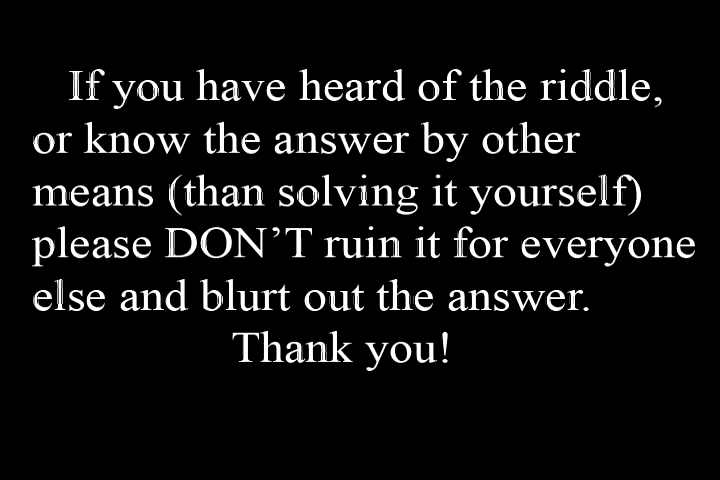 If you have heard of the riddle,
or know the answer by other
means (than solving it yourself)
please DON'T ruin it for everyone
else and blurt out the answer.
Thank you!